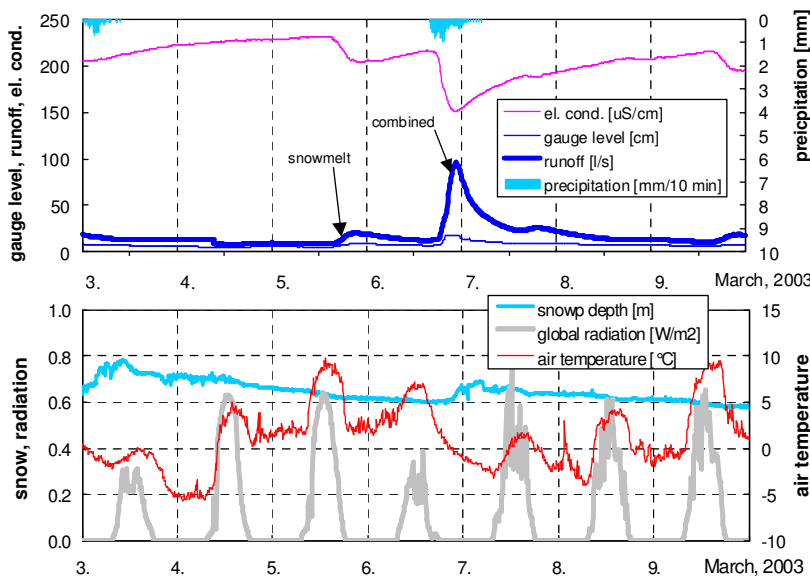 gauge level, runoff, el. cond.
250
200
150
100
50
0
snowmelt
combined
el. cond. [uS/cm]
gauge level [cm]
runoff [l/s]
precipitation [mm/10 min]
0
1
2
3
4
5
6
7
8
9
10
preicpitation [mm]
3. 4. 5. 6. 7. 8. 9. March, 2003
snow, radiation
1.0
0.8
0.6
0.4
0.2
0.0
snowp depth [m]
global radiation [W/m2]
air temperature [°C]
15
10
5
0
-5
-10
air temperature
3. 4. 5. 6. 7. 8. 9. March, 2003